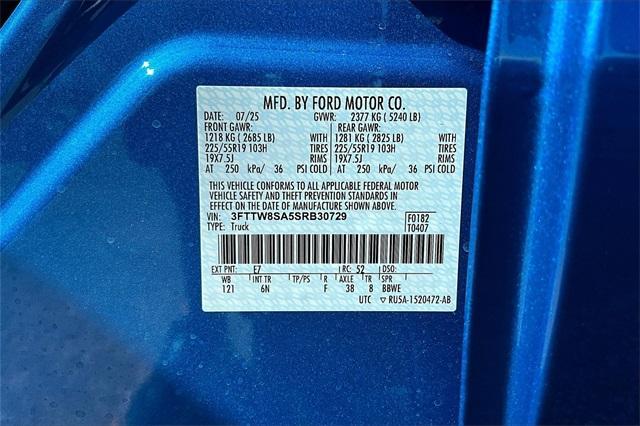 MFD. BY FORD MOTOR CO.
DATE: 07/25 GVWR: 2377 KG ( 5240 LB)
FRONT GAWR: REAR GAWR:
1218 KG ( 2685 LB) WITH 1281 KG ( 2825 LB) WITH
225/55R19 103H TIRES 225/55R19 103H TIRES
19X7.5J RIMS 19X7.5J RIMS
AT 250 kPa/ 36 PSI COLD AT 250 kPa/ 36 PSI COLD
THIS VEHICLE CONFORMS TO ALL APPLICABLE FEDERAL MOTOR
VEHICLE SAFETY AND THEFT PREVENTION STANDARDS IN
EFFECT ON THE DATE OF MANUFACTURE SHOWN ABOVE.
VIN: 3FTTW8SA5SRB30729 F0182
TYPE: Truck T0407
EXT PNT: E7 RC: 52 DSO:
WB INT TR TP/PS R AXLE TR SPR
121 6N F 38 8 BBWE
UTC ▽ RU5A-1520472-AB